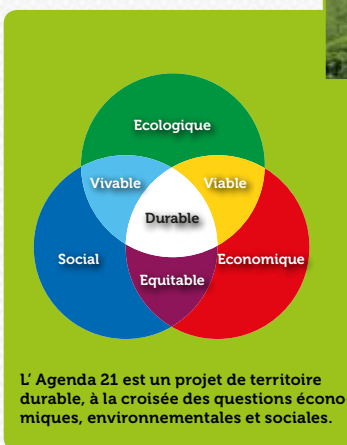 Ecologique
Vivable
Viable
Durable
Social
Economique
Equitable
L' Agenda 21 est un projet de territoire
durable, à la croisée des questions écono
miques, environnementales et sociales.